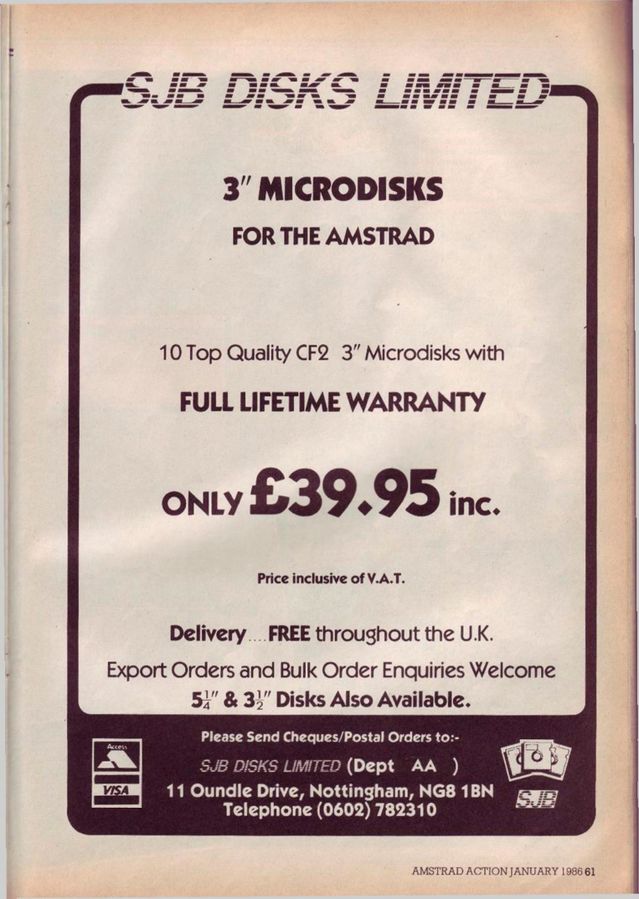 SJB DISKS LIMITED
3" MICRODISKS
FOR THE AMSTRAD
10 Top Quality CF2 3" Microdisks with
FULL LIFETIME WARRANTY
ONLY £39.95 inc.
Price inclusive of V.A.T.
Delivery....FREE throughout the U.K.
Export Orders and Bulk Order Enquiries Welcome
5¼" & 3½" Disks Also Available.
Please Send Cheques/Postal Orders to:-
SJB DISKS LIMITED (Dept AA )
11 Oundle Drive, Nottingham, NG8 1BN
Telephone (0602) 782310
Access
VISA
SJB
AMSTRAD ACTION JANUARY 1986 61